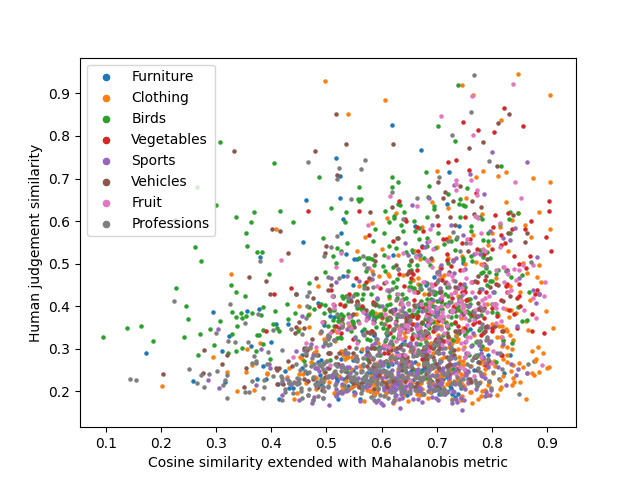 Furniture
Clothing
Birds
Vegetables
Sports
Vehicles
Fruit
Professions
Human judgement similarity
0.9
0.8
0.7
0.6
0.5
0.4
0.3
0.2
0.1 0.2 0.3 0.4 0.5 0.6 0.7 0.8 0.9
Cosine similarity extended with Mahalanobis metric